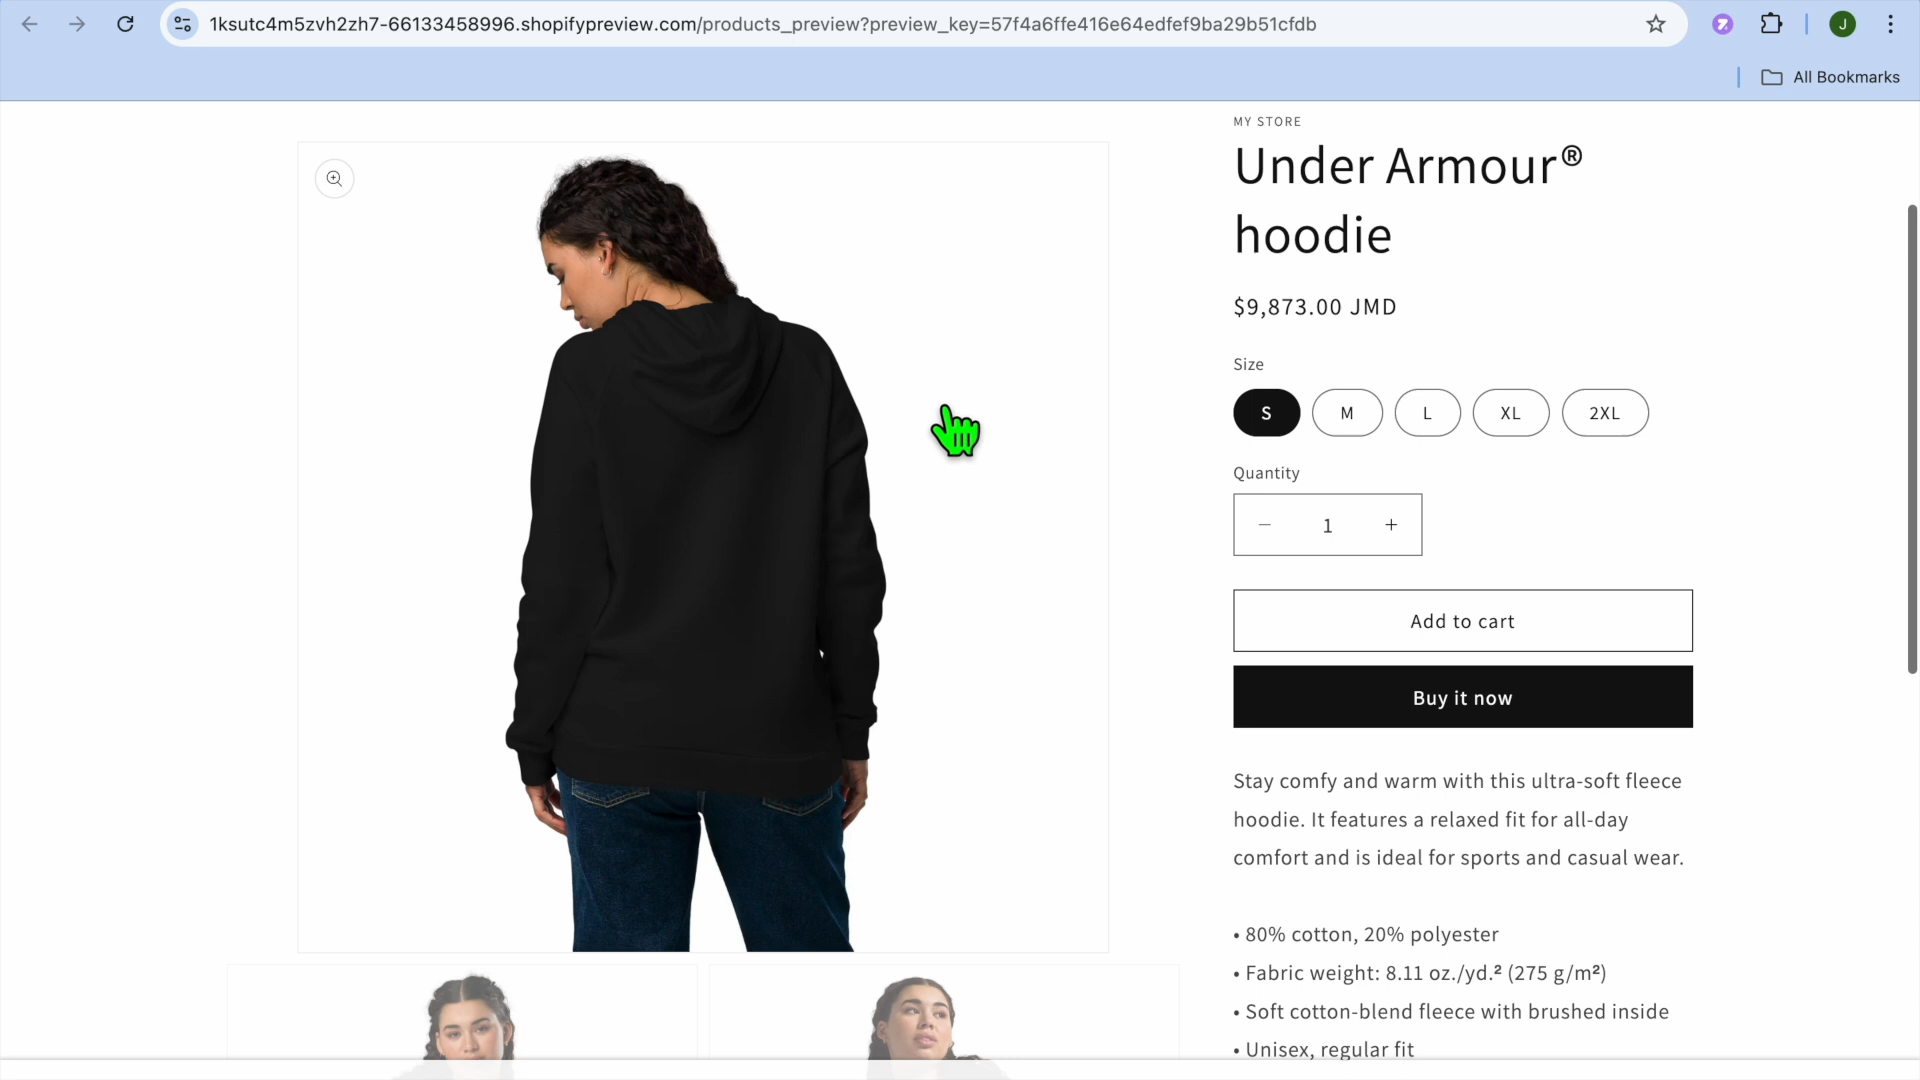 1ksutc4m5zvh2zh7-66133458996.shopifypreview.com/products_preview?preview_key=57f4a6ffe416e64edfef9ba29b51cfdb
J
All Bookmarks
MY STORE
Under Armour®
hoodie
$9,873.00 JMD
Size
S M L XL 2XL
Quantity
− 1 +
Add to cart
Buy it now
Stay comfy and warm with this ultra-soft fleece
hoodie. It features a relaxed fit for all-day
comfort and is ideal for sports and casual wear.
• 80% cotton, 20% polyester
• Fabric weight: 8.11 oz./yd.² (275 g/m²)
• Soft cotton-blend fleece with brushed inside
• Unisex, regular fit